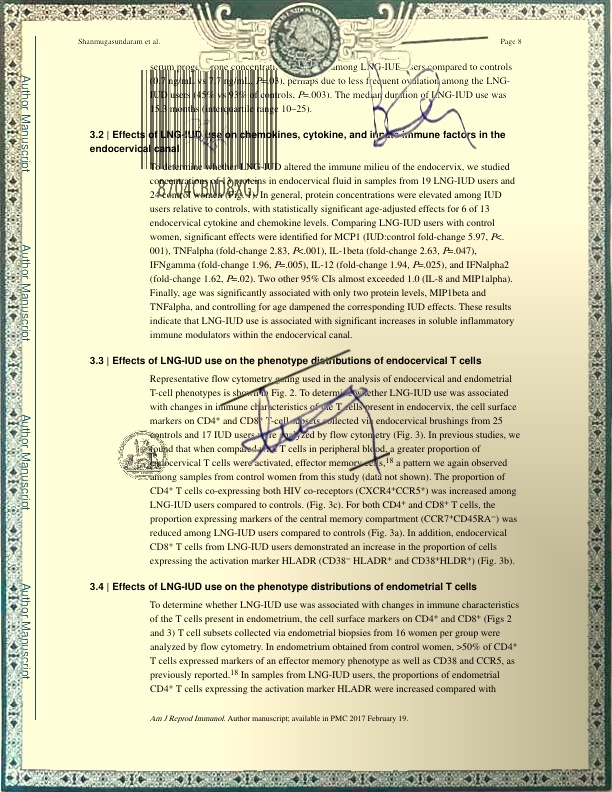 Shanmugasundaram et al.
Page 8
serum among LNG-IUD users compared to controls
ng/mL vs 7.7 ng/mL, P=.03), perhaps due to less frequent ovulation among the LNG-
IUD users (45% vs 93% of controls, P=.003). The median duration of LNG-IUD use was
15.3 months (interquartile range 10–25).
3.2 | Effects of LNG-IUD use on chemokines, cytokine, and innate immune factors in the
endocervical canal
To determine whether LNG-IUD altered the immune milieu of the endocervix, we studied
concentrations of 13 proteins in endocervical fluid in samples from 19 LNG-IUD users and
24 control women (Fig. 1). In general, protein concentrations were elevated among IUD
users relative to controls, with statistically significant age-adjusted effects for 6 of 13
endocervical cytokine and chemokine levels. Comparing LNG-IUD users with control
women, significant effects were identified for MCP1 (IUD:control fold-change 5.97, P<.
001), TNFalpha (fold-change 2.83, P<.001), IL-1beta (fold-change 2.63, P=.047),
IFNgamma (fold-change 1.96, P=.005), IL-12 (fold-change 1.94, P=.025), and IFNalpha2
(fold-change 1.62, P=.02). Two other 95% CIs almost exceeded 1.0 (IL-8 and MIP1alpha).
Finally, age was significantly associated with only two protein levels, MIP1beta and
TNFalpha, and controlling for age dampened the corresponding IUD effects. These results
indicate that LNG-IUD use is associated with significant increases in soluble inflammatory
immune modulators within the endocervical canal.
8704CBND8XGJ
3.3 | Effects of LNG-IUD use on the phenotype distributions of endocervical T cells
Representative flow cytometry gating used in the analysis of endocervical and endometrial
T-cell phenotypes is shown in Fig. 2. To determine whether LNG-IUD use was associated
with changes in immune characteristics of the T cells present in endocervix, the cell surface
markers on CD4⁺ and CD8⁺ T-cell subsets collected via endocervical brushings from 25
controls and 17 IUD users were analyzed by flow cytometry (Fig. 3). In previous studies, we
found that when compared with T cells in peripheral blood, a greater proportion of
endocervical T cells were activated, effector memory cells,¹⁸ a pattern we again observed
among samples from control women from this study (data not shown). The proportion of
CD4⁺ T cells co-expressing both HIV co-receptors (CXCR4⁺CCR5⁺) was increased among
LNG-IUD users compared to controls. (Fig. 3c). For both CD4⁺ and CD8⁺ T cells, the
proportion expressing markers of the central memory compartment (CCR7⁺CD45RA⁻) was
reduced among LNG-IUD users compared to controls (Fig. 3a). In addition, endocervical
CD8⁺ T cells from LNG-IUD users demonstrated an increase in the proportion of cells
expressing the activation marker HLADR (CD38⁻ HLADR⁺ and CD38⁺HLDR⁺) (Fig. 3b).
3.4 | Effects of LNG-IUD use on the phenotype distributions of endometrial T cells
To determine whether LNG-IUD use was associated with changes in immune characteristics
of the T cells present in endometrium, the cell surface markers on CD4⁺ and CD8⁺ (Figs 2
and 3) T cell subsets collected via endometrial biopsies from 16 women per group were
analyzed by flow cytometry. In endometrium obtained from control women, >50% of CD4⁺
T cells expressed markers of an effector memory phenotype as well as CD38 and CCR5, as
previously reported.¹⁸ In samples from LNG-IUD users, the proportions of endometrial
CD4⁺ T cells expressing the activation marker HLADR were increased compared with
Am J Reprod Immunol. Author manuscript; available in PMC 2017 February 19.
Author Manuscript
Author Manuscript
Author Manuscript
Author Manuscript